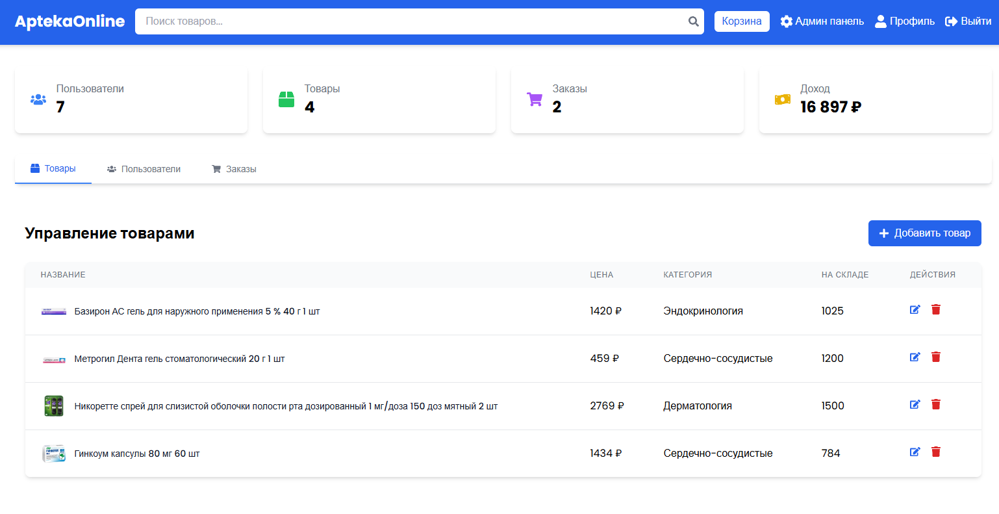 AptekaOnline Поиск товаров... Корзина Админ панель Профиль Выйти
Пользователи Товары Заказы Доход
7 4 2 16 897 ₽
Товары Пользователи Заказы
Управление товарами Добавить товар
НАЗВАНИЕ ЦЕНА КАТЕГОРИЯ НА СКЛАДЕ ДЕЙСТВИЯ
Базирон АС гель для наружного применения 5 % 40 г 1 шт 1420 ₽ Эндокринология 1025
Метрогил Дента гель стоматологический 20 г 1 шт 459 ₽ Сердечно-сосудистые 1200
Никоретте спрей для слизистой оболочки полости рта дозированный 1 мг/доза 150 доз мятный 2 шт 2769 ₽ Дерматология 1500
Гинкоум капсулы 80 мг 60 шт 1434 ₽ Сердечно-сосудистые 784